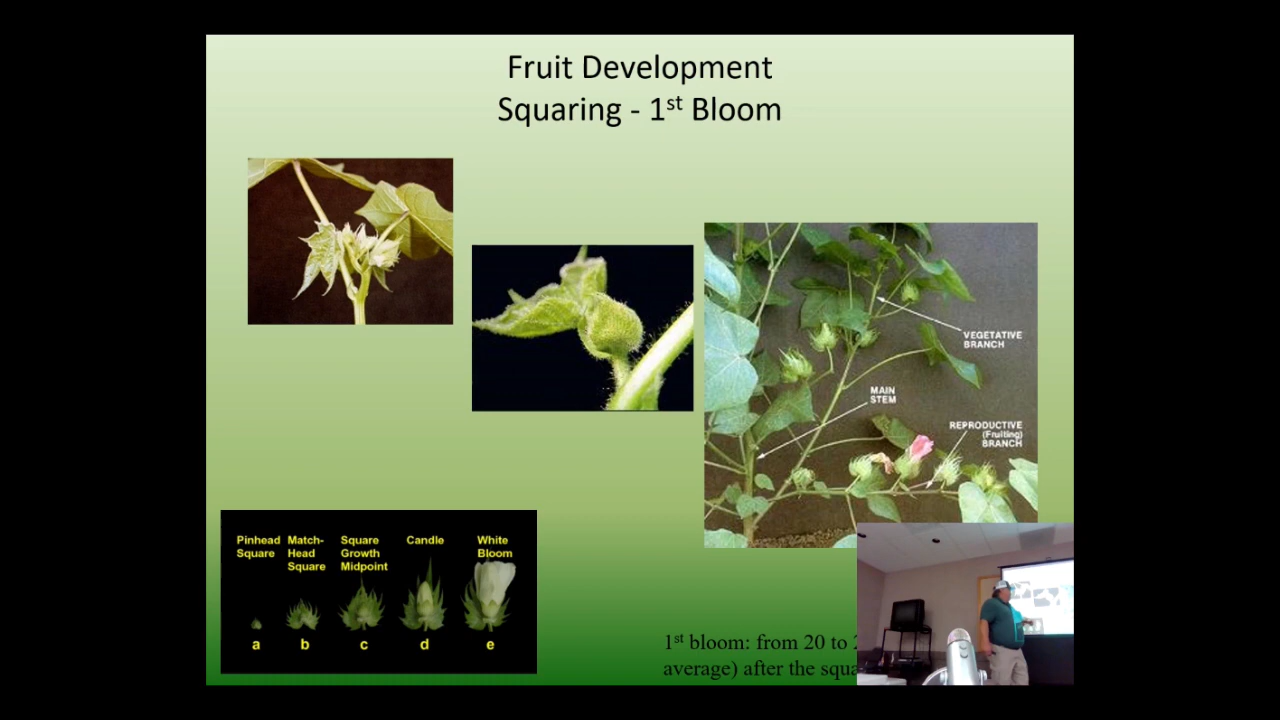 Fruit Development
Squaring - 1st Bloom
VEGETATIVE
BRANCH
MAIN
STEM
REPRODUCTIVE
(Fruiting)
BRANCH
Pinhead Square
Match-Head Square
Square Growth Midpoint
Candle
White Bloom
a b c d e
1st bloom: from 20 to
average) after the